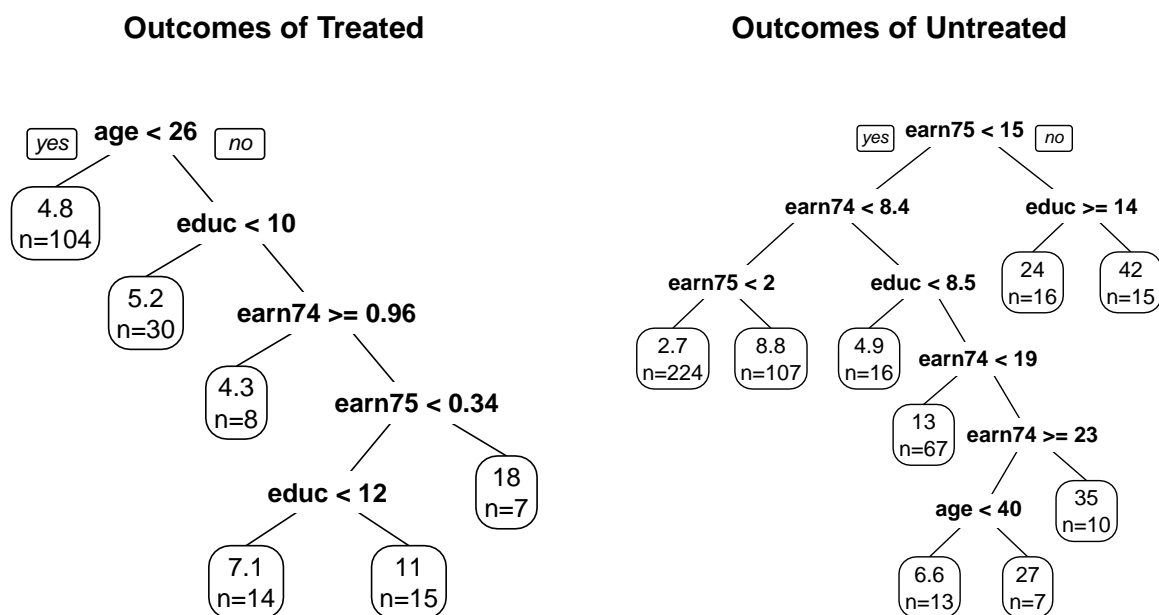 Outcomes of Treated
yes
age < 26
no
4.8
n=104
educ < 10
5.2
n=30
earn74 >= 0.96
4.3
n=8
earn75 < 0.34
educ < 12
18
n=7
7.1
n=14
11
n=15
Outcomes of Untreated
yes
earn75 < 15
no
earn74 < 8.4
educ >= 14
earn75 < 2
educ < 8.5
24
n=16
42
n=15
2.7
n=224
8.8
n=107
4.9
n=16
earn74 < 19
13
n=67
earn74 >= 23
age < 40
35
n=10
6.6
n=13
27
n=7